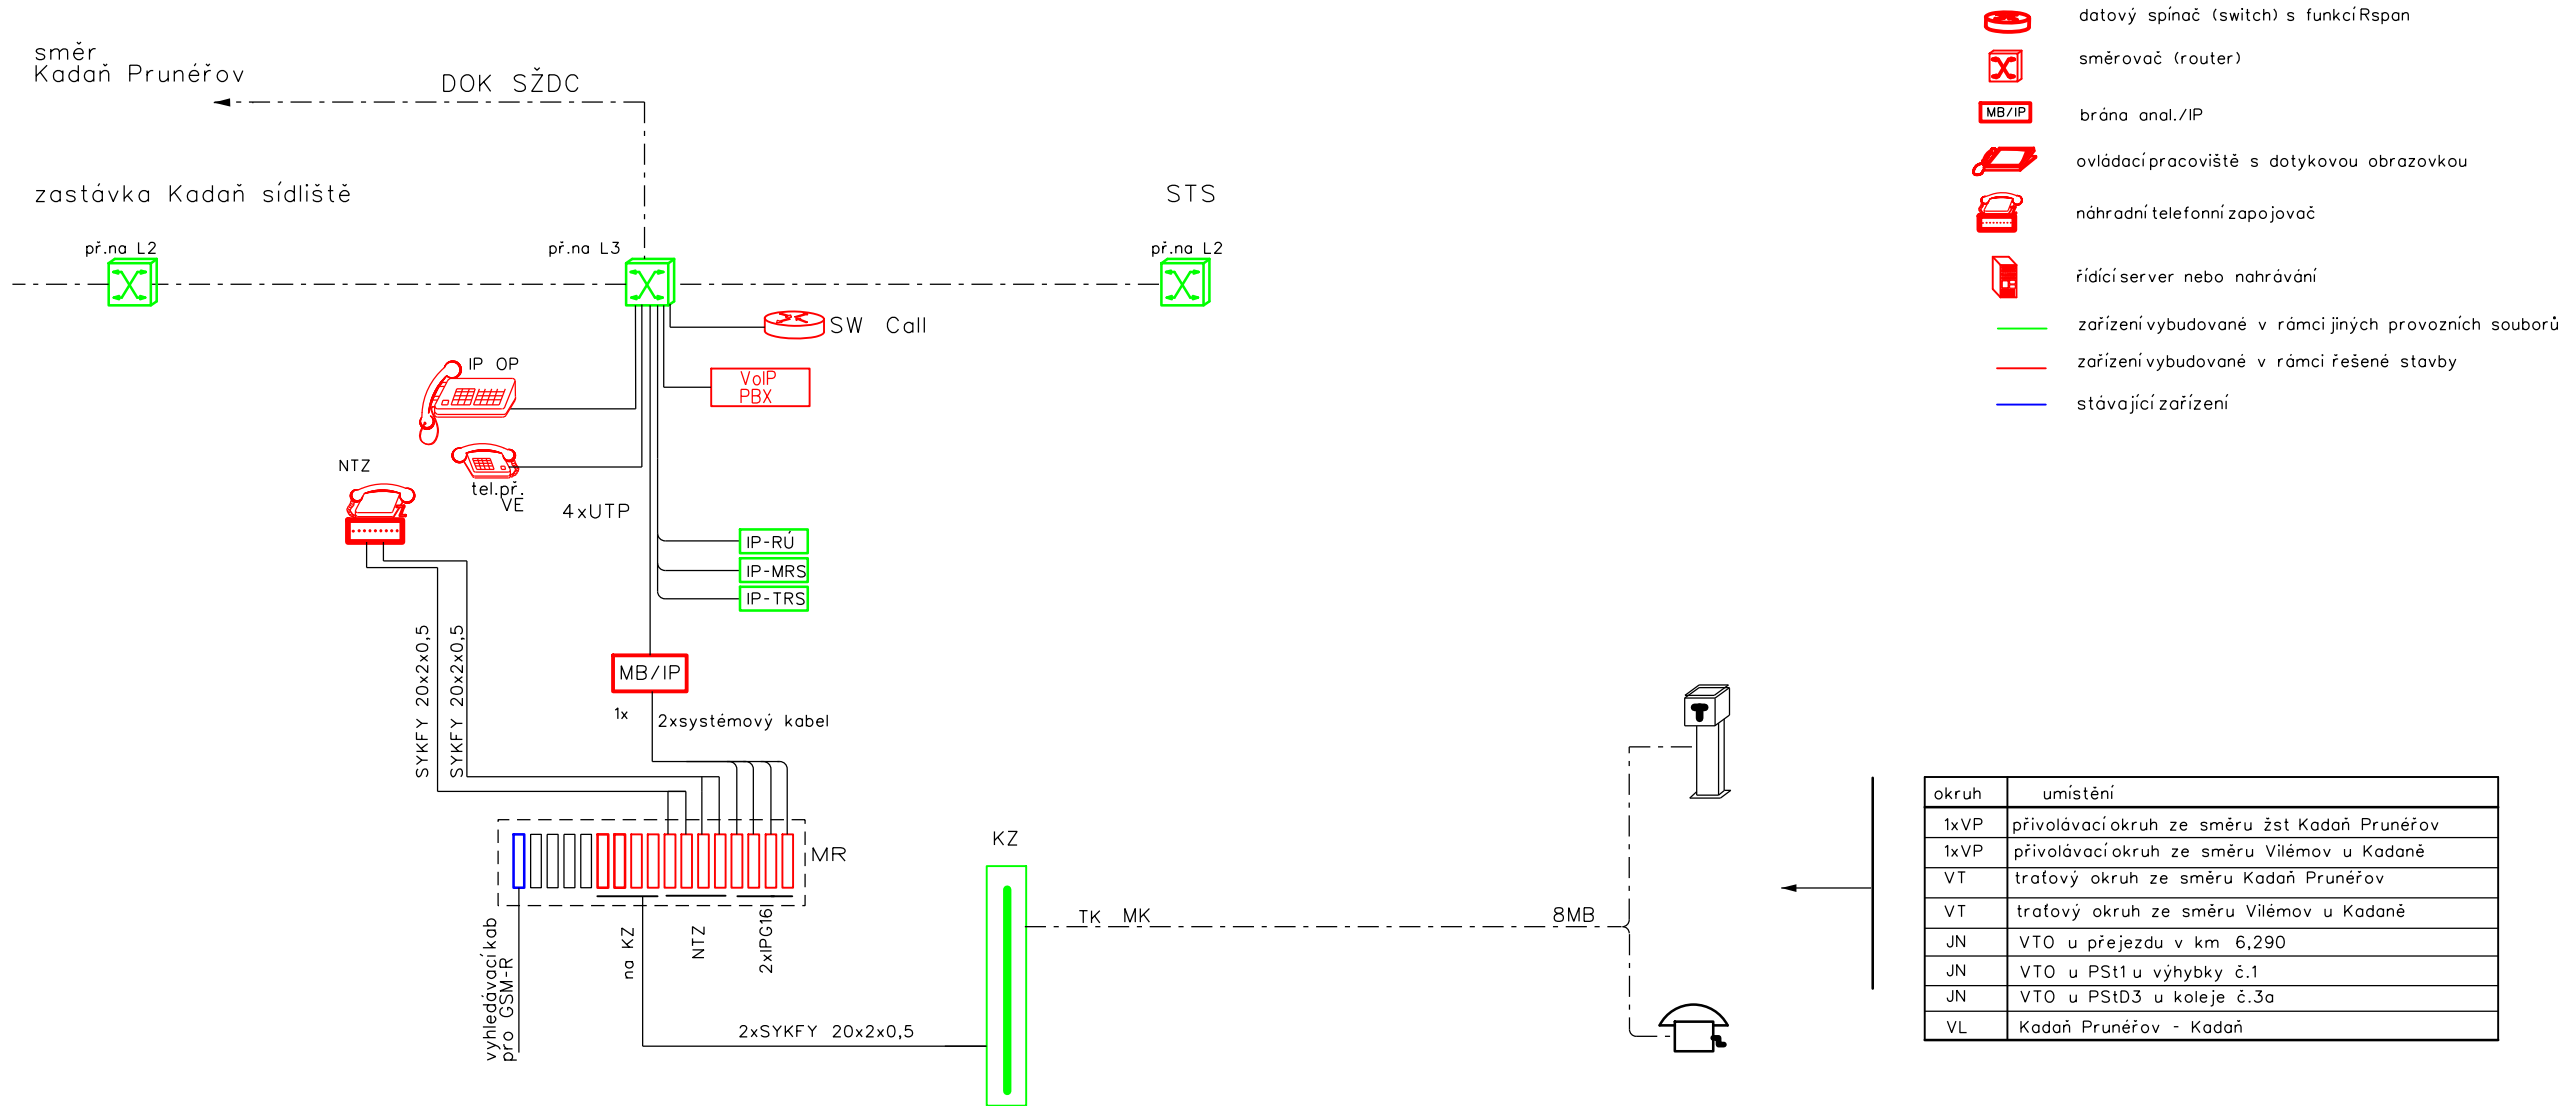 směr
Kadaň Prunéřov
DOK SŽDC
zastávka Kadaň sídliště
STS
př.na L2
př.na L3
př.na L2
SW Call
IP OP
VoIP
PBX
NTZ
tel.př.
VE
4xUTP
IP-RÚ
IP-MRS
IP-TRS
SYKFY 20x2x0,5
SYKFY 20x2x0,5
MB/IP
1x
2xsystémový kabel
MR
KZ
vyhledávací kab
pro GSM-R
na KZ
NTZ
2xIPG16
2xSYKFY 20x2x0,5
TK MK
8MB
datový spínač (switch) s funkcí Rspan
směrovač (router)
MB/IP
brána anal./IP
ovládací pracoviště s dotykovou obrazovkou
náhradní telefonní zapojovač
řídící server nebo nahrávání
zařízení vybudované v rámci jiných provozních souborů
zařízení vybudované v rámci řešené stavby
stávající zařízení
okruh umístění
1xVP přivolávací okruh ze směru žst Kadaň Prunéřov
1xVP přivolávací okruh ze směru Vilémov u Kadaně
VT traťový okruh ze směru Kadaň Prunéřov
VT traťový okruh ze směru Vilémov u Kadaně
JN VTO u přejezdu v km 6,290
JN VTO u PSt1 u výhybky č.1
JN VTO u PStD3 u koleje č.3a
VL Kadaň Prunéřov - Kadaň